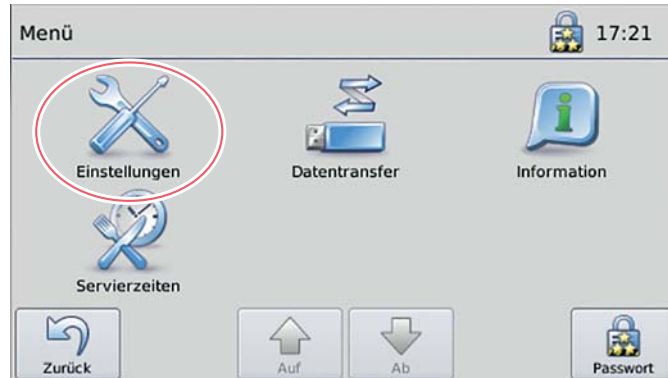 Menü
17:21
Einstellungen
Datentransfer
Information
Servierzeiten
Zurück
Auf
Ab
Passwort